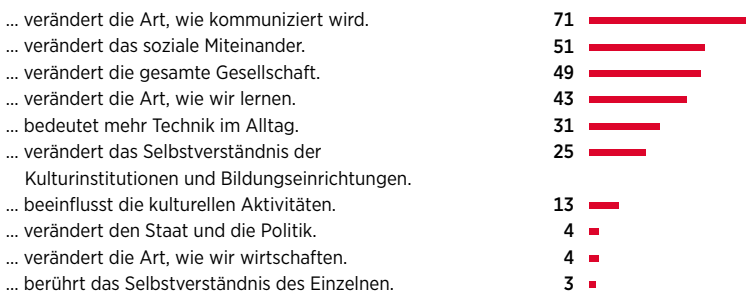 ... verändert die Art, wie kommuniziert wird. 71
... verändert das soziale Miteinander. 51
... verändert die gesamte Gesellschaft. 49
... verändert die Art, wie wir lernen. 43
... bedeutet mehr Technik im Alltag. 31
... verändert das Selbstverständnis der 25
Kulturinstitutionen und Bildungseinrichtungen.
... beeinflusst die kulturellen Aktivitäten. 13
... verändert den Staat und die Politik. 4
... verändert die Art, wie wir wirtschaften. 4
... berührt das Selbstverständnis des Einzelnen. 3